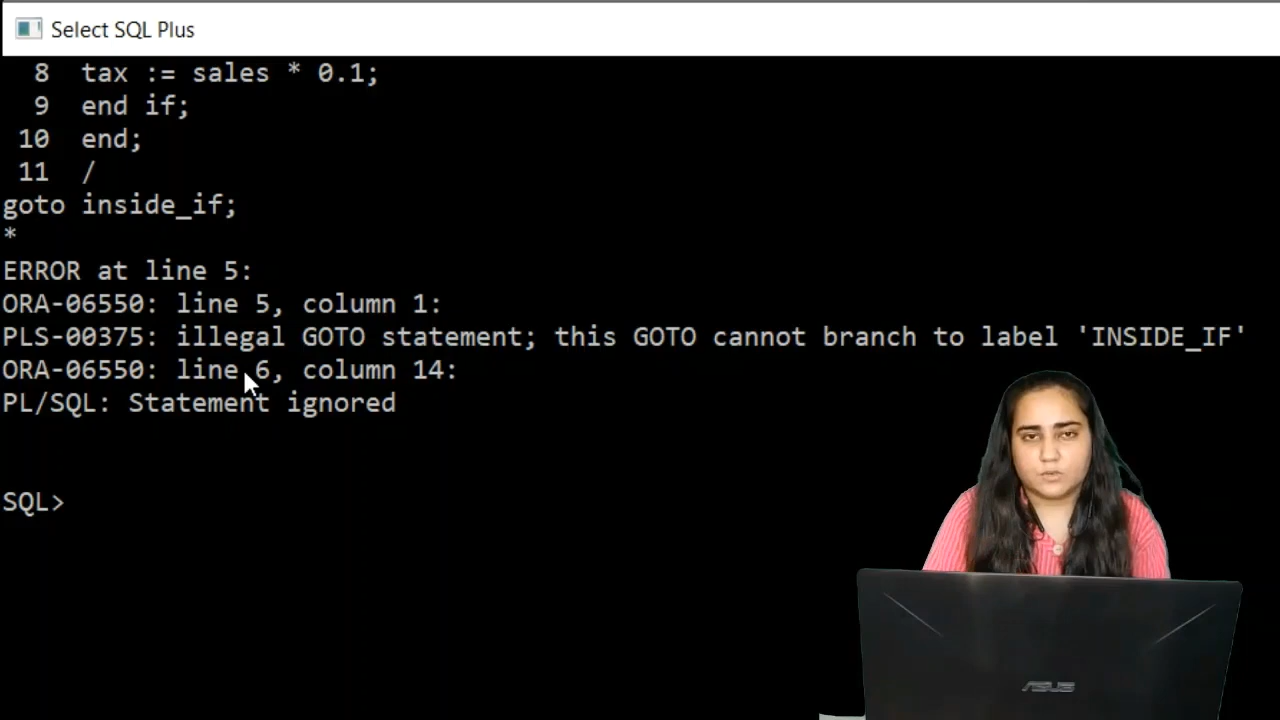 Select SQL Plus
8 tax := sales * 0.1;
9 end if;
10 end;
11 /
goto inside_if;
*
ERROR at line 5:
ORA-06550: line 5, column 1:
PLS-00375: illegal GOTO statement; this GOTO cannot branch to label 'INSIDE_IF'
ORA-06550: line 6, column 14:
PL/SQL: Statement ignored
SQL>
ASUS